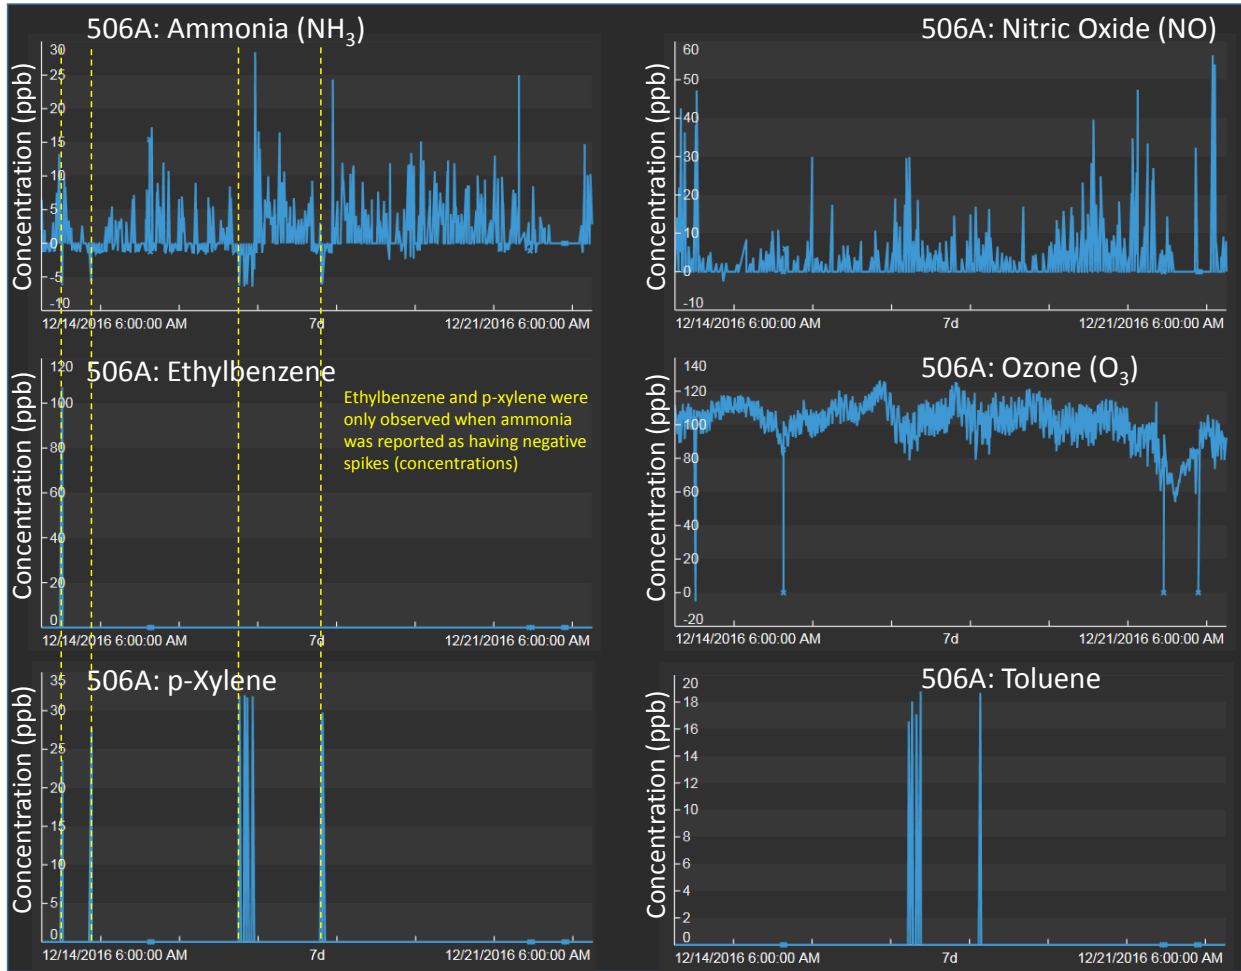 506A: Ammonia (NH₃)
Concentration (ppb)
30
25
20
15
10
5
0
-5
-10
12/14/2016 6:00:00 AM 7d 12/21/2016 6:00:00 AM
506A: Nitric Oxide (NO)
Concentration (ppb)
60
50
40
30
20
10
0
-10
12/14/2016 6:00:00 AM 7d 12/21/2016 6:00:00 AM
506A: Ethylbenzene
Concentration (ppb)
120
100
80
60
40
20
0
Ethylbenzene and p-xylene were
only observed when ammonia
was reported as having negative
spikes (concentrations)
12/14/2016 6:00:00 AM 7d 12/21/2016 6:00:00 AM
506A: Ozone (O₃)
Concentration (ppb)
140
120
100
80
60
40
20
0
-20
12/14/2016 6:00:00 AM 7d 12/21/2016 6:00:00 AM
506A: p-Xylene
Concentration (ppb)
35
30
25
20
15
10
5
0
12/14/2016 6:00:00 AM 7d 12/21/2016 6:00:00 AM
506A: Toluene
Concentration (ppb)
20
18
16
14
12
10
8
6
4
2
0
12/14/2016 6:00:00 AM 7d 12/21/2016 6:00:00 AM